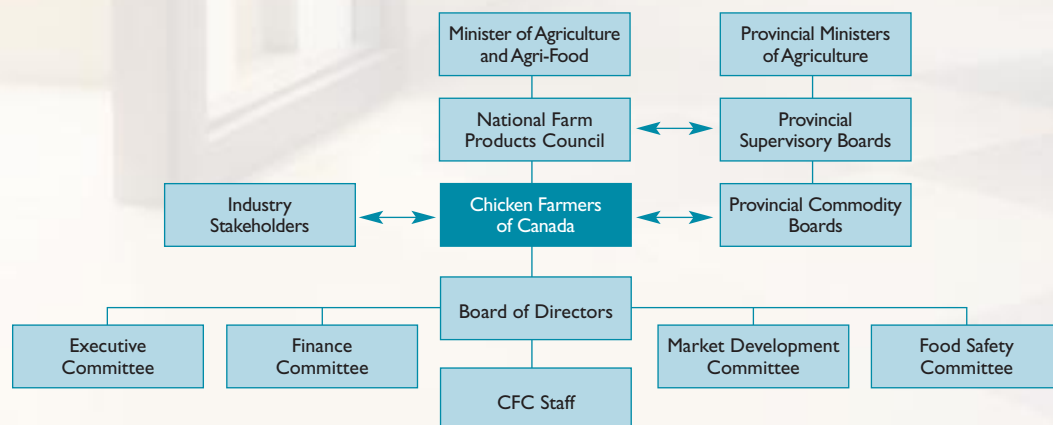 Minister of Agriculture
and Agri-Food
Provincial Ministers
of Agriculture
National Farm
Products Council
Provincial
Supervisory Boards
Industry
Stakeholders
Chicken Farmers
of Canada
Provincial Commodity
Boards
Board of Directors
Executive
Committee
Finance
Committee
Market Development
Committee
Food Safety
Committee
CFC Staff